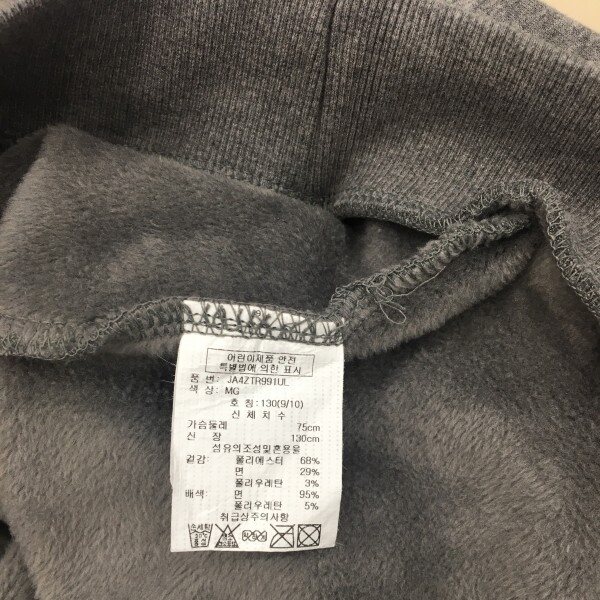 어린이제품 안전
특별법에 의한 표시
품 번: JA4ZTR991UL
색 상: MG
호 칭:130(9/10)
신 체 치 수
가슴둘레 75cm
신 장 130cm
섬유의조성및혼용율
겉감: 폴리에스터 68%
면 29%
폴리우레탄 3%
배색: 면 95%
폴리우레탄 5%
취급상주의사항
손세탁